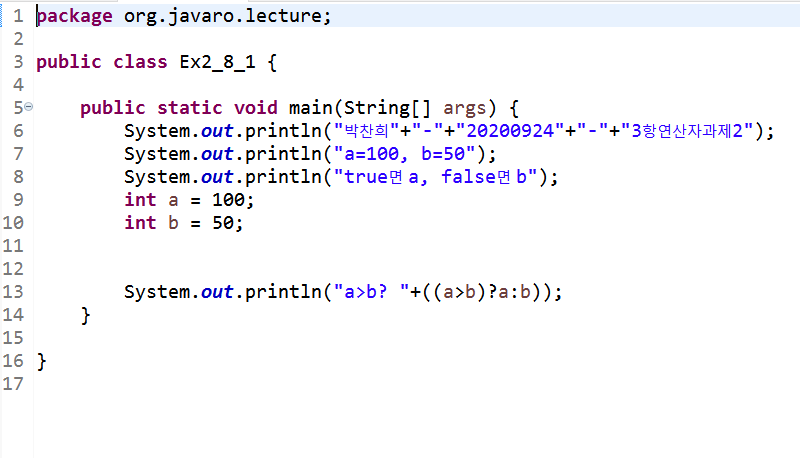 1 package org.javaro.lecture;
2
3 public class Ex2_8_1 {
4
5 public static void main(String[] args) {
6 System.out.println("박찬희"+"-"+"20200924"+"-"+"3항연산자과제2");
7 System.out.println("a=100, b=50");
8 System.out.println("true면 a, false면 b");
9 int a = 100;
10 int b = 50;
11
12
13 System.out.println("a>b? "+((a>b)?a:b));
14 }
15
16 }
17